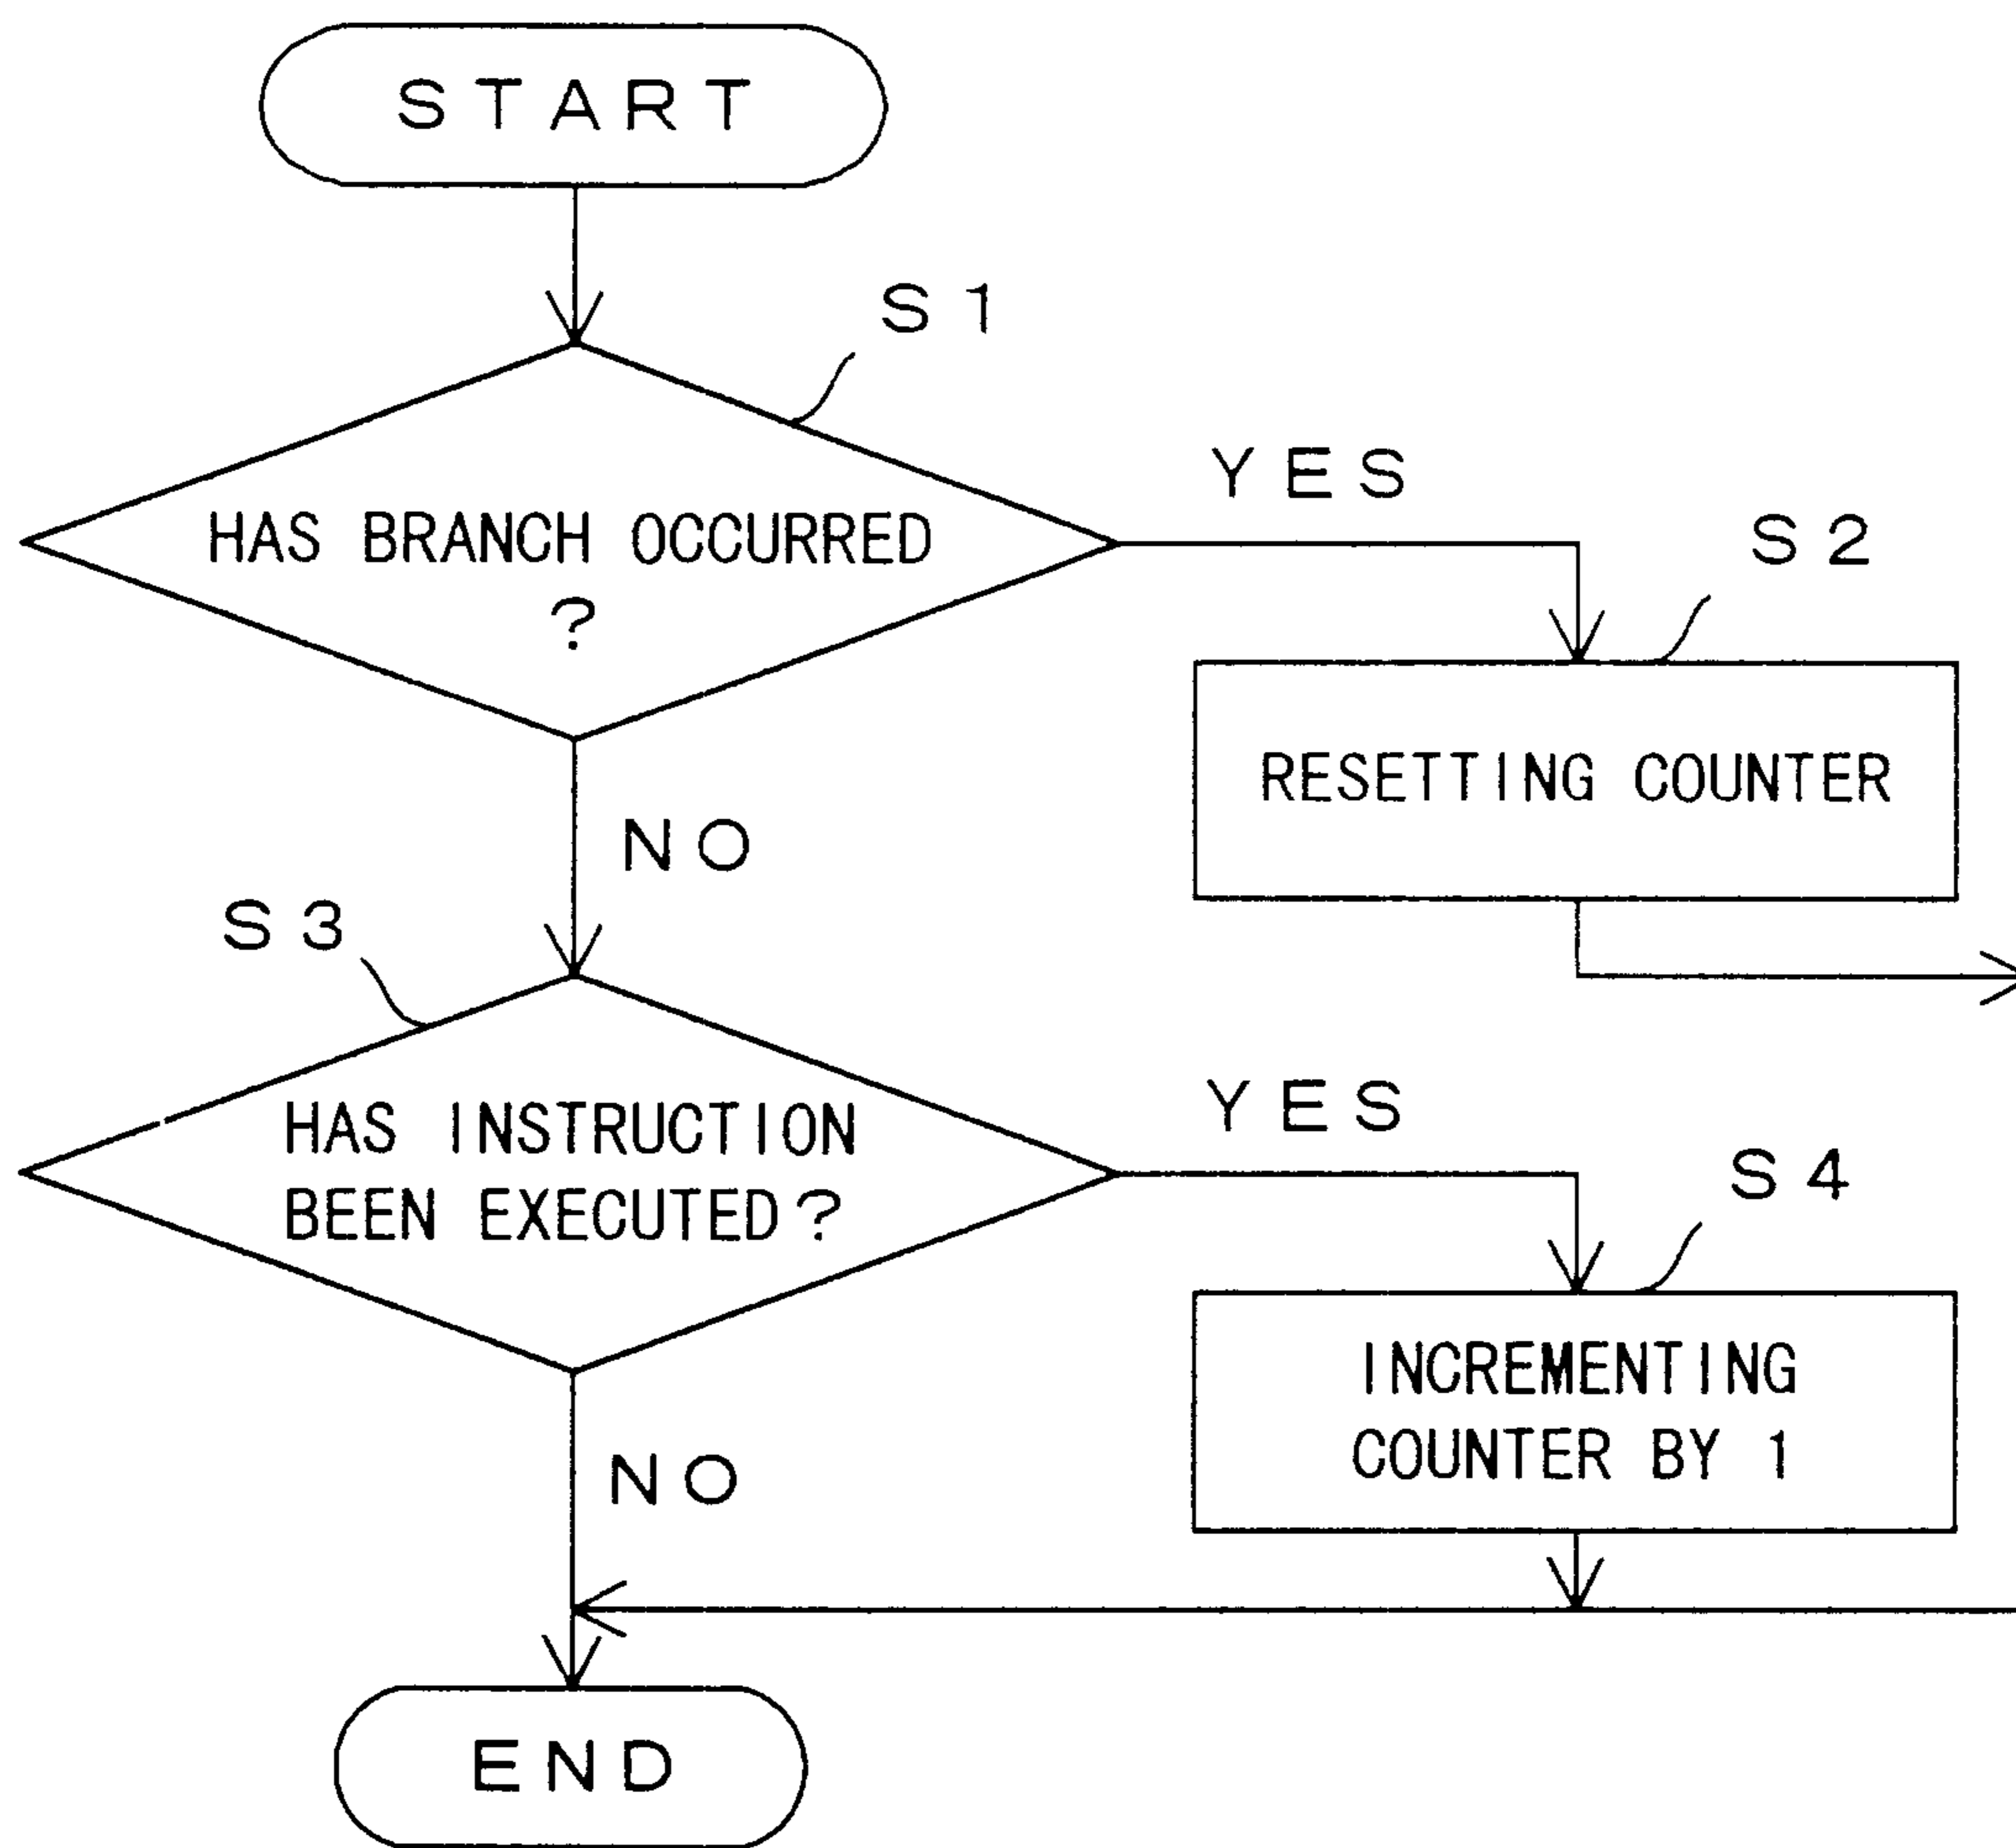 START
S1
HAS BRANCH OCCURRED
?
YES
S2
RESETTING COUNTER
NO
S3
HAS INSTRUCTION
BEEN EXECUTED?
YES
S4
INCREMENTING
COUNTER BY 1
NO
END